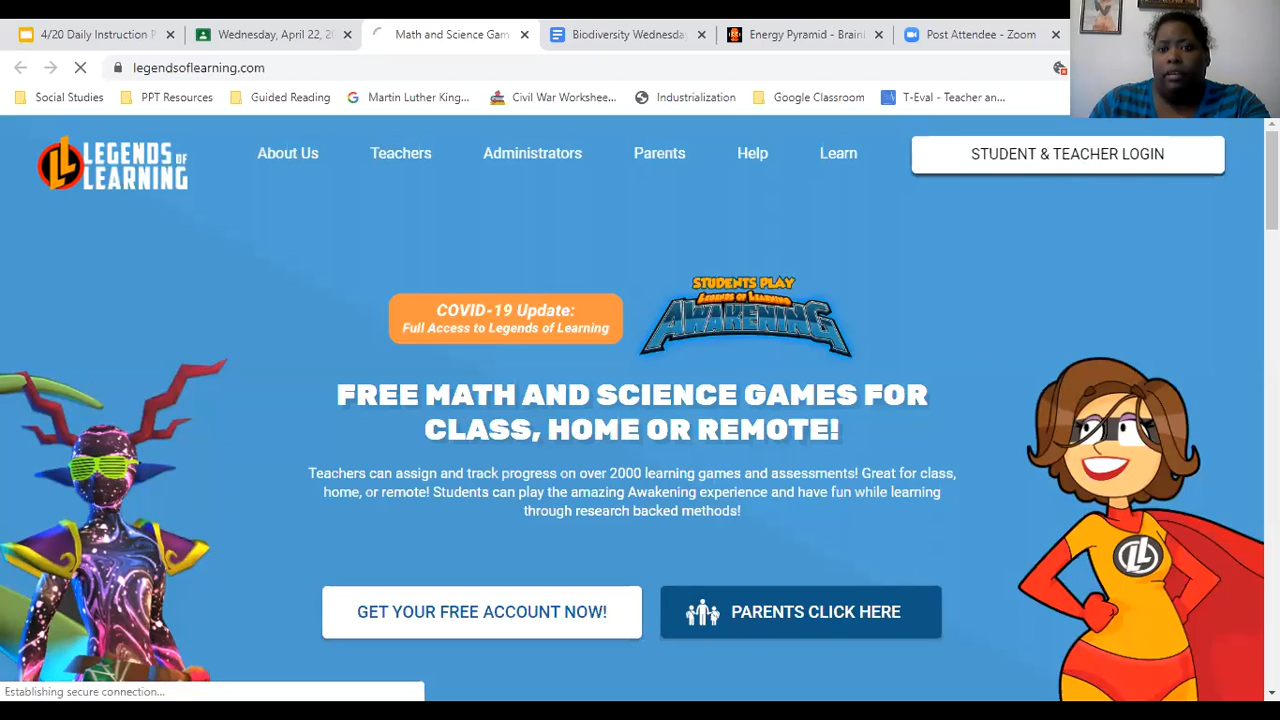 4/20 Daily Instruction P
Wednesday, April 22, 2
Math and Science Gam
Biodiversity Wednesday
Energy Pyramid - Brain
Post Attendee - Zoom
legendsoflearning.com
Social Studies
PPT Resources
Guided Reading
Martin Luther King...
Civil War Workshee...
Industrialization
Google Classroom
T-Eval - Teacher an...
LEGENDS OF
LEARNING
About Us
Teachers
Administrators
Parents
Help
Learn
STUDENT & TEACHER LOGIN
COVID-19 Update:
Full Access to Legends of Learning
STUDENTS PLAY
LEGENDS OF LEARNING
AWAKENING
FREE MATH AND SCIENCE GAMES FOR
CLASS, HOME OR REMOTE!
Teachers can assign and track progress on over 2000 learning games and assessments! Great for class,
home, or remote! Students can play the amazing Awakening experience and have fun while learning
through research backed methods!
GET YOUR FREE ACCOUNT NOW!
PARENTS CLICK HERE
Establishing secure connection...